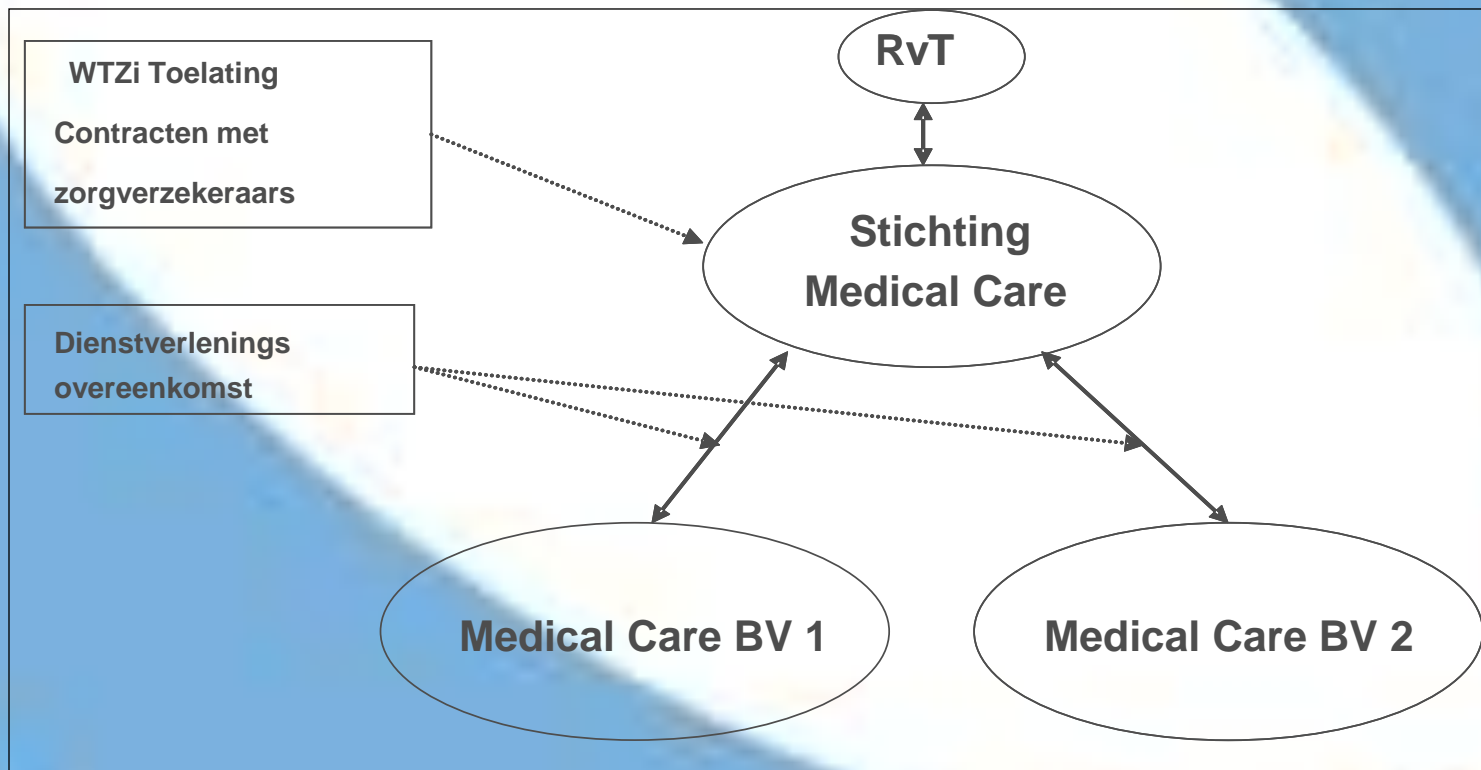 WTZi Toelating
Contracten met
zorgverzekeraars
RvT
Stichting
Medical Care
Dienstverlenings
overeenkomst
Medical Care BV 1
Medical Care BV 2